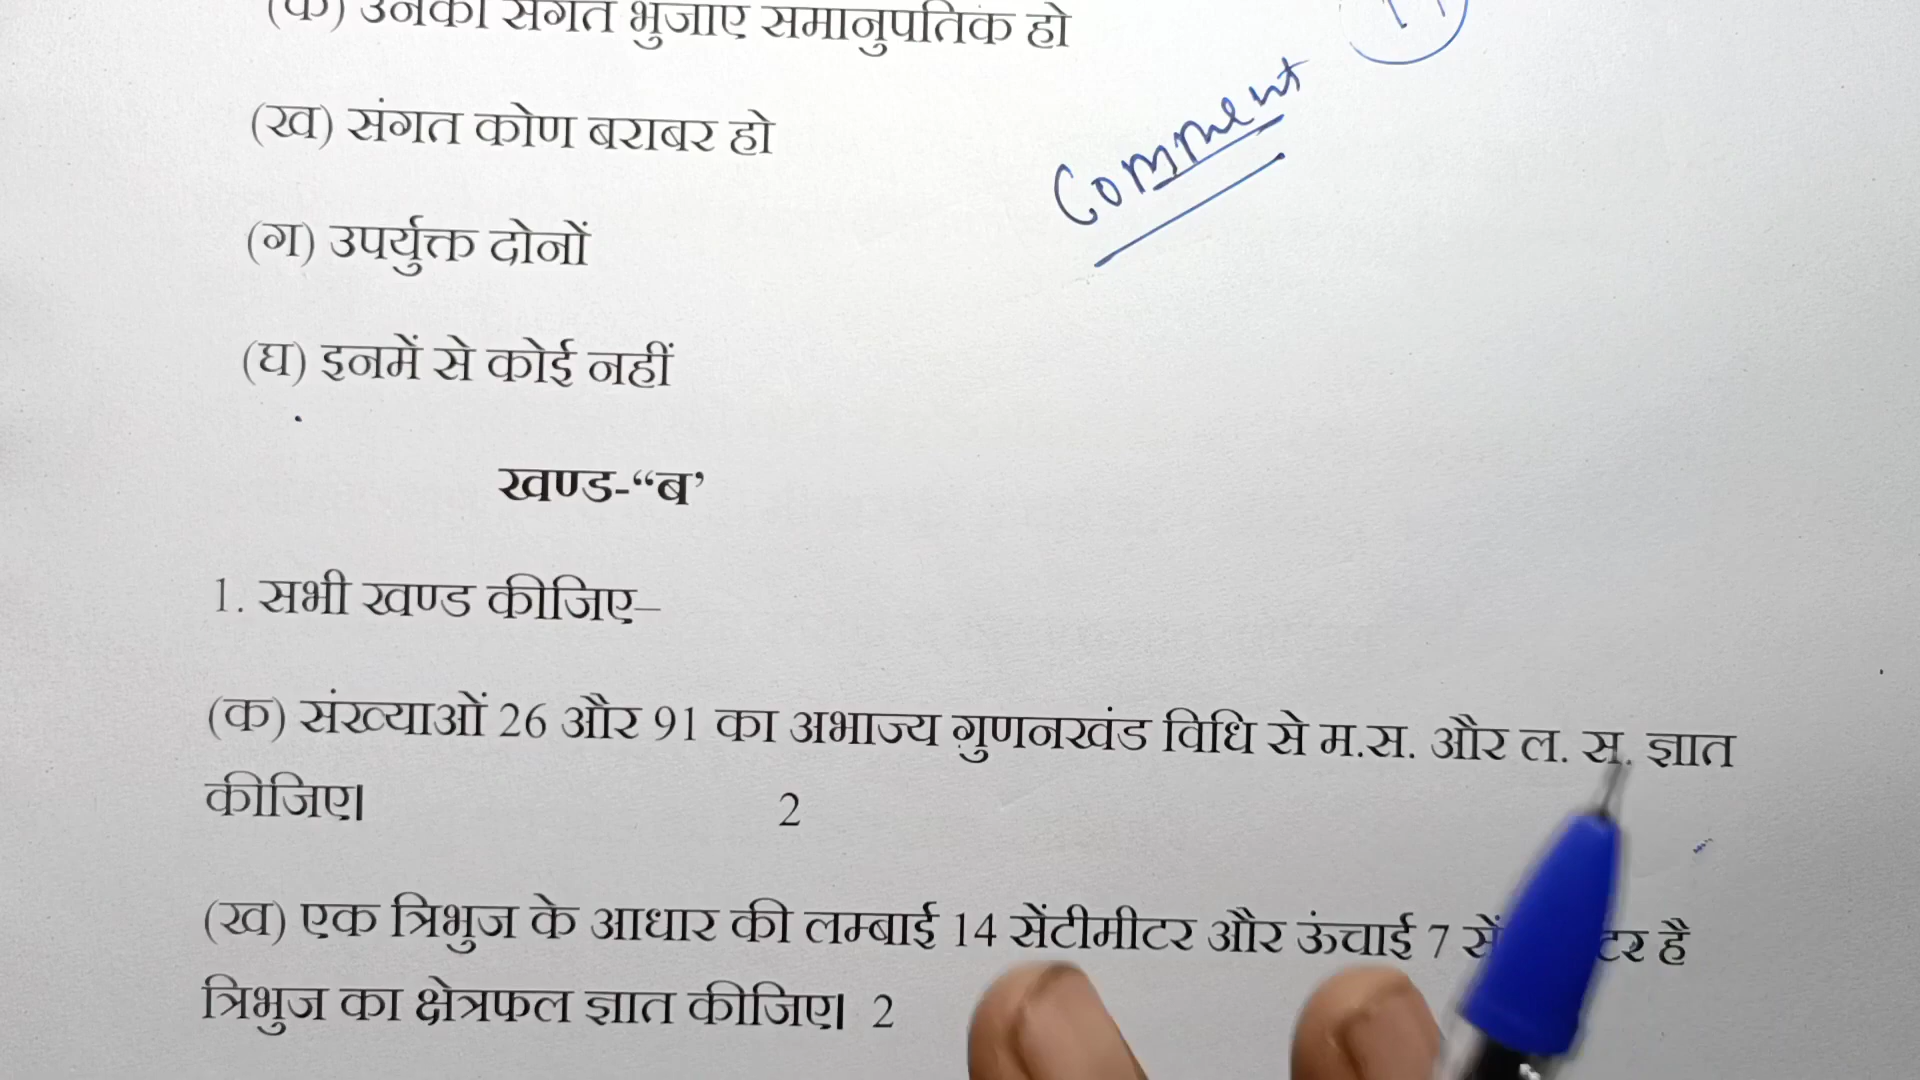 (क) उनकी संगत भुजाएं समानुपतिक हो
Comment
(ख) संगत कोण बराबर हो
(ग) उपर्युक्त दोनों
(घ) इनमें से कोई नहीं
खण्ड-“ब’
1. सभी खण्ड कीजिए–
(क) संख्याओं 26 और 91 का अभाज्य गुणनखंड विधि से म.स. और ल. स. ज्ञात
कीजिए। 2
(ख) एक त्रिभुज के आधार की लम्बाई 14 सेंटीमीटर और ऊंचाई 7 है
त्रिभुज का क्षेत्रफल ज्ञात कीजिए। 2